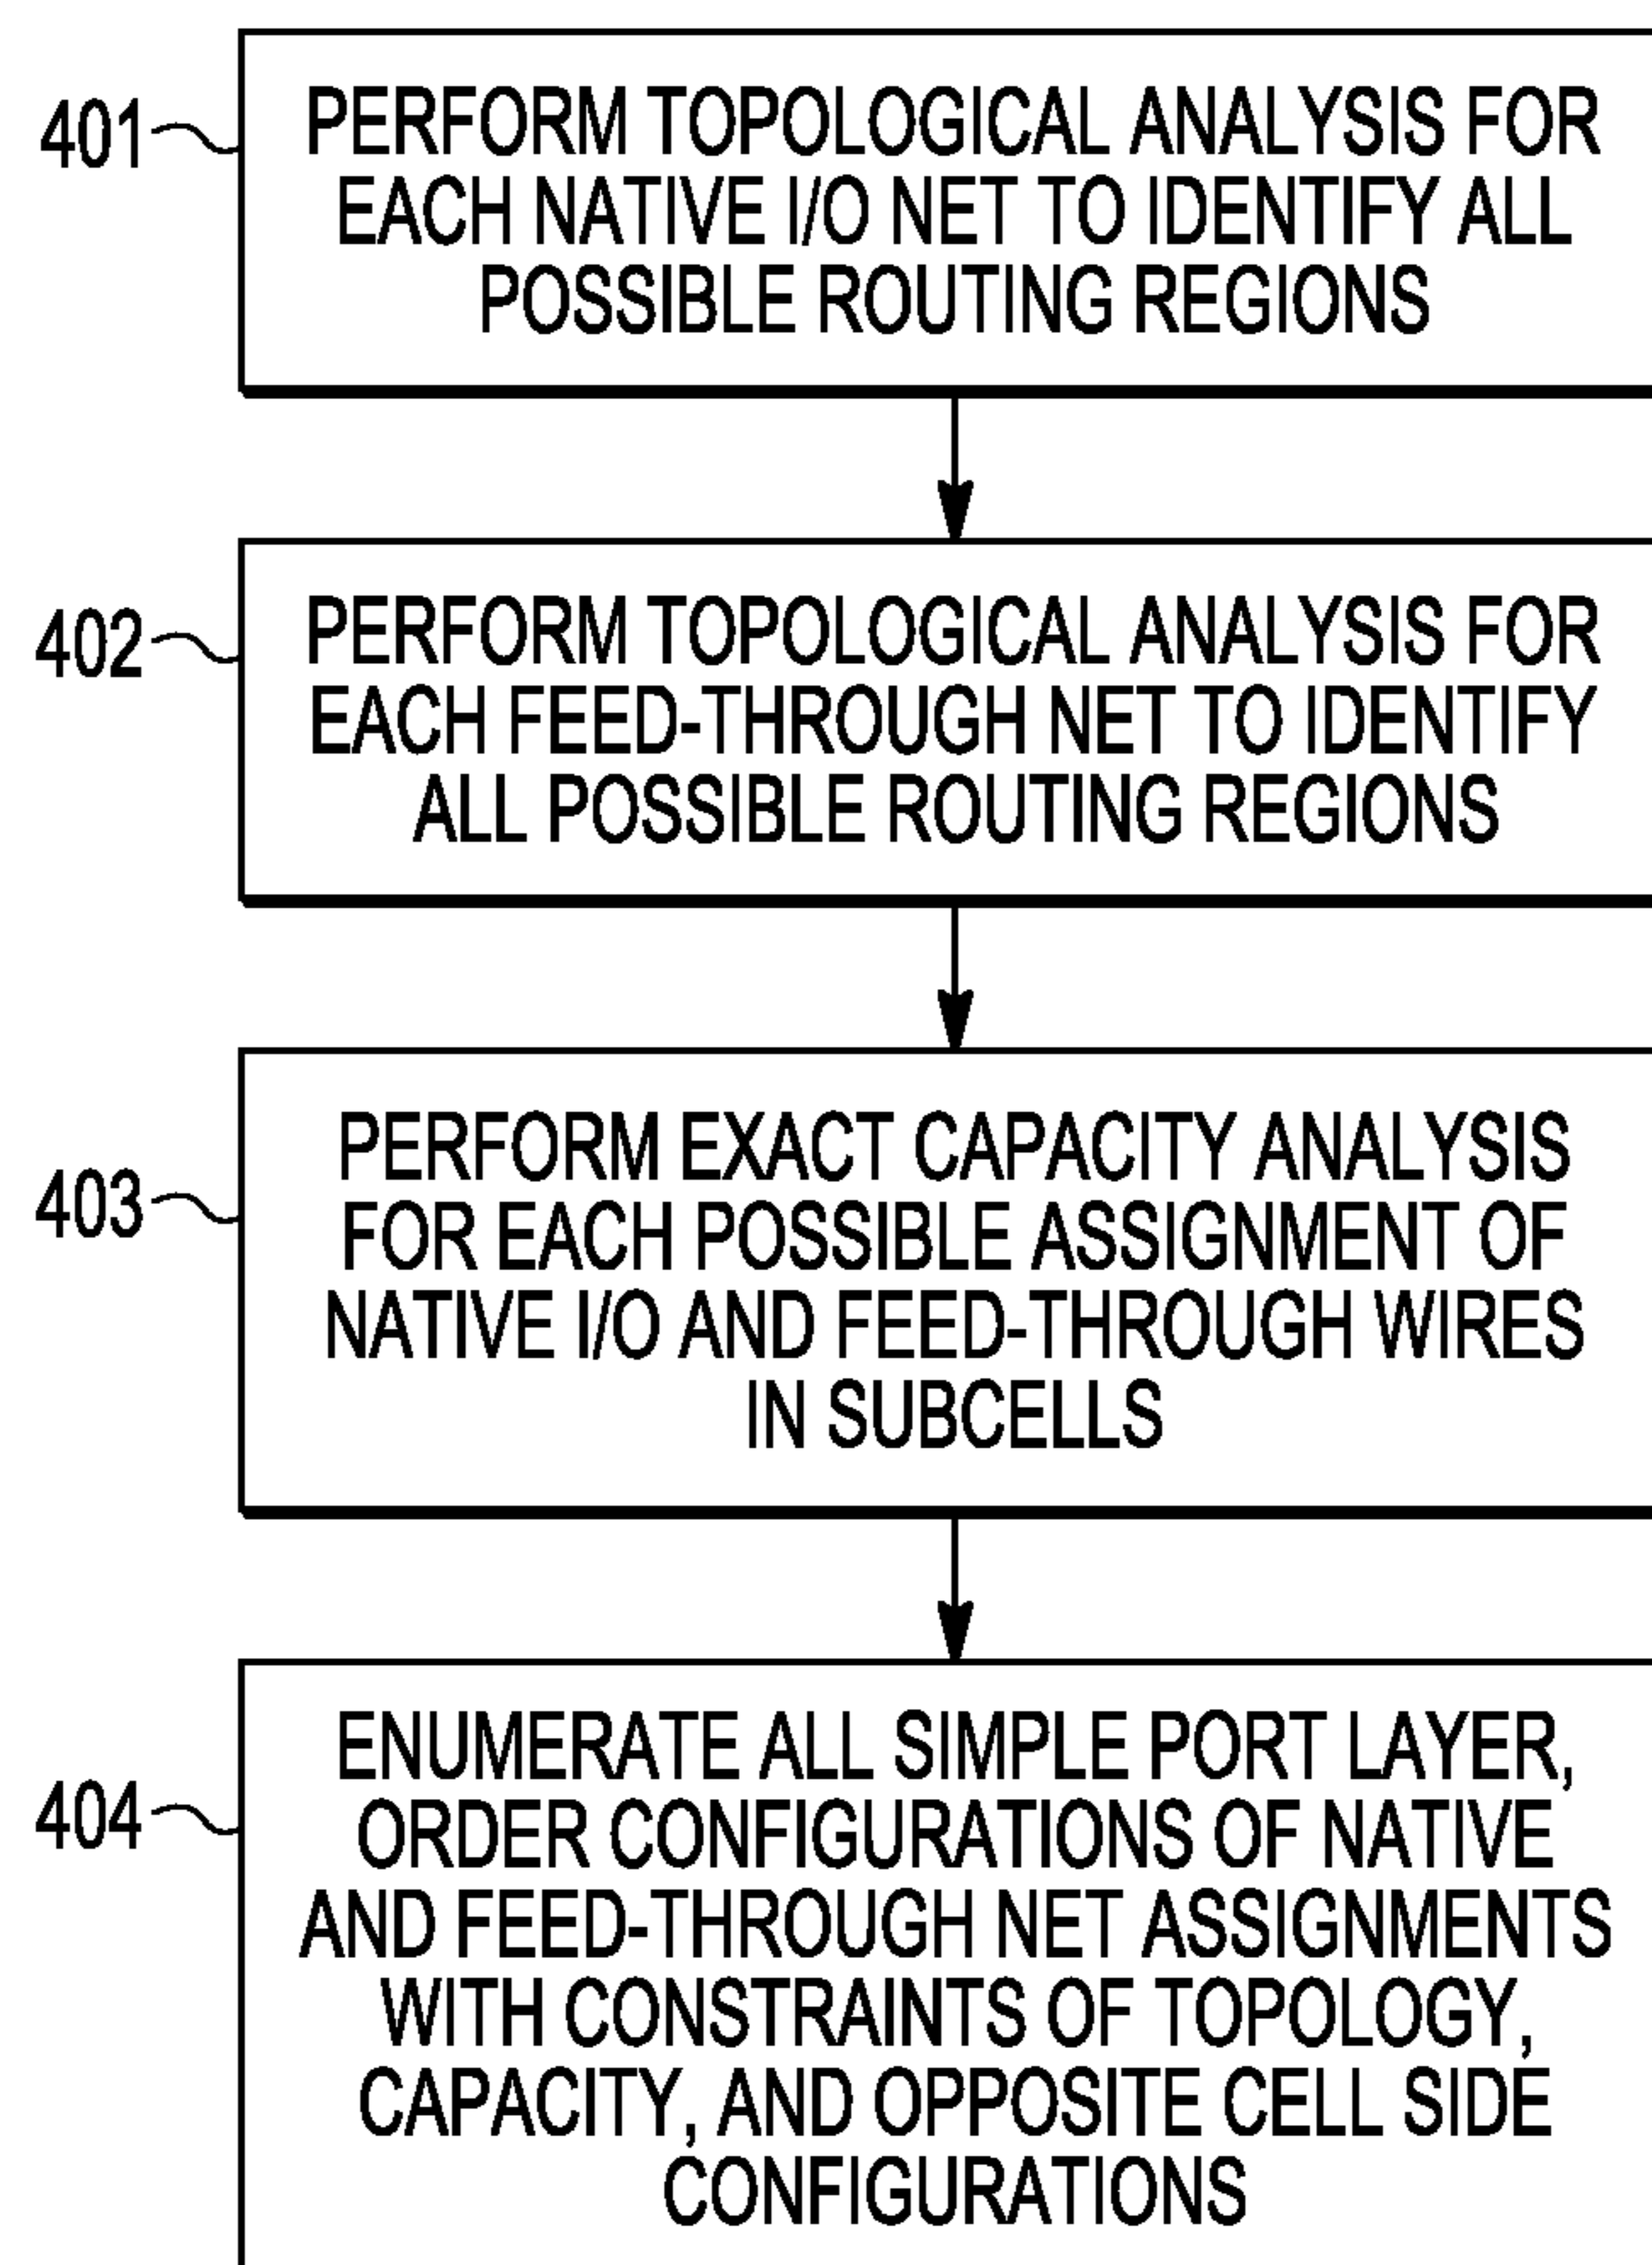 401
PERFORM TOPOLOGICAL ANALYSIS FOR
EACH NATIVE I/O NET TO IDENTIFY ALL
POSSIBLE ROUTING REGIONS
402
PERFORM TOPOLOGICAL ANALYSIS FOR
EACH FEED-THROUGH NET TO IDENTIFY
ALL POSSIBLE ROUTING REGIONS
403
PERFORM EXACT CAPACITY ANALYSIS
FOR EACH POSSIBLE ASSIGNMENT OF
NATIVE I/O AND FEED-THROUGH WIRES
IN SUBCELLS
404
ENUMERATE ALL SIMPLE PORT LAYER,
ORDER CONFIGURATIONS OF NATIVE
AND FEED-THROUGH NET ASSIGNMENTS
WITH CONSTRAINTS OF TOPOLOGY,
CAPACITY, AND OPPOSITE CELL SIDE
CONFIGURATIONS